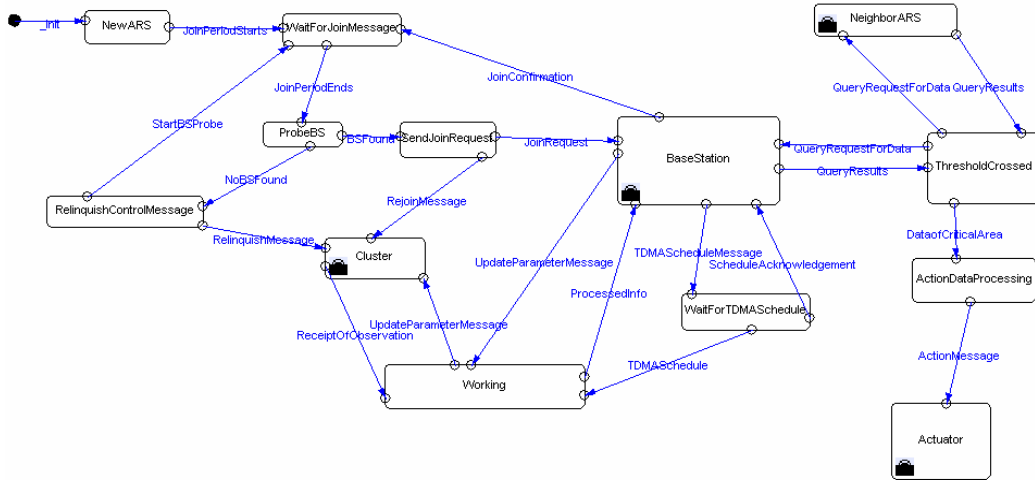 _Init
NewARS
JoinPeriodStarts
WaitForJoinMessage
NeighborARS
JoinConfirmation
JoinPeriodEnds
QueryRequestForData
QueryResults
StartBSProbe
ProbeBS
BSFound
SendJoinRequest
JoinRequest
BaseStation
QueryRequestForData
QueryResults
ThresholdCrossed
NoBSFound
RelinquishControlMessage
RejoinMessage
RelinquishMessage
Cluster
UpdateParameterMessage
TDMAScheduleMessage
ScheduleAcknowledgement
DataofCriticalArea
ProcessedInfo
ActionDataProcessing
WaitForTDMASchedule
UpdateParameterMessage
ReceiptOfObservation
TDMASchedule
ActionMessage
Working
Actuator